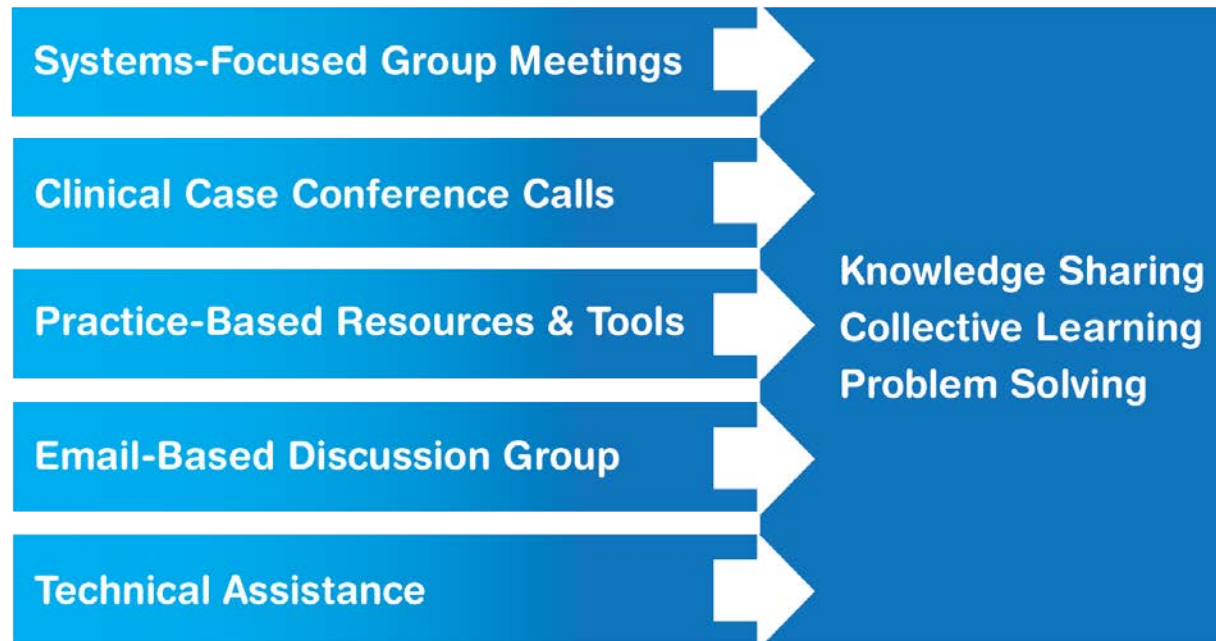 Systems-Focused Group Meetings
Clinical Case Conference Calls
Practice-Based Resources & Tools
Email-Based Discussion Group
Technical Assistance
Knowledge Sharing
Collective Learning
Problem Solving